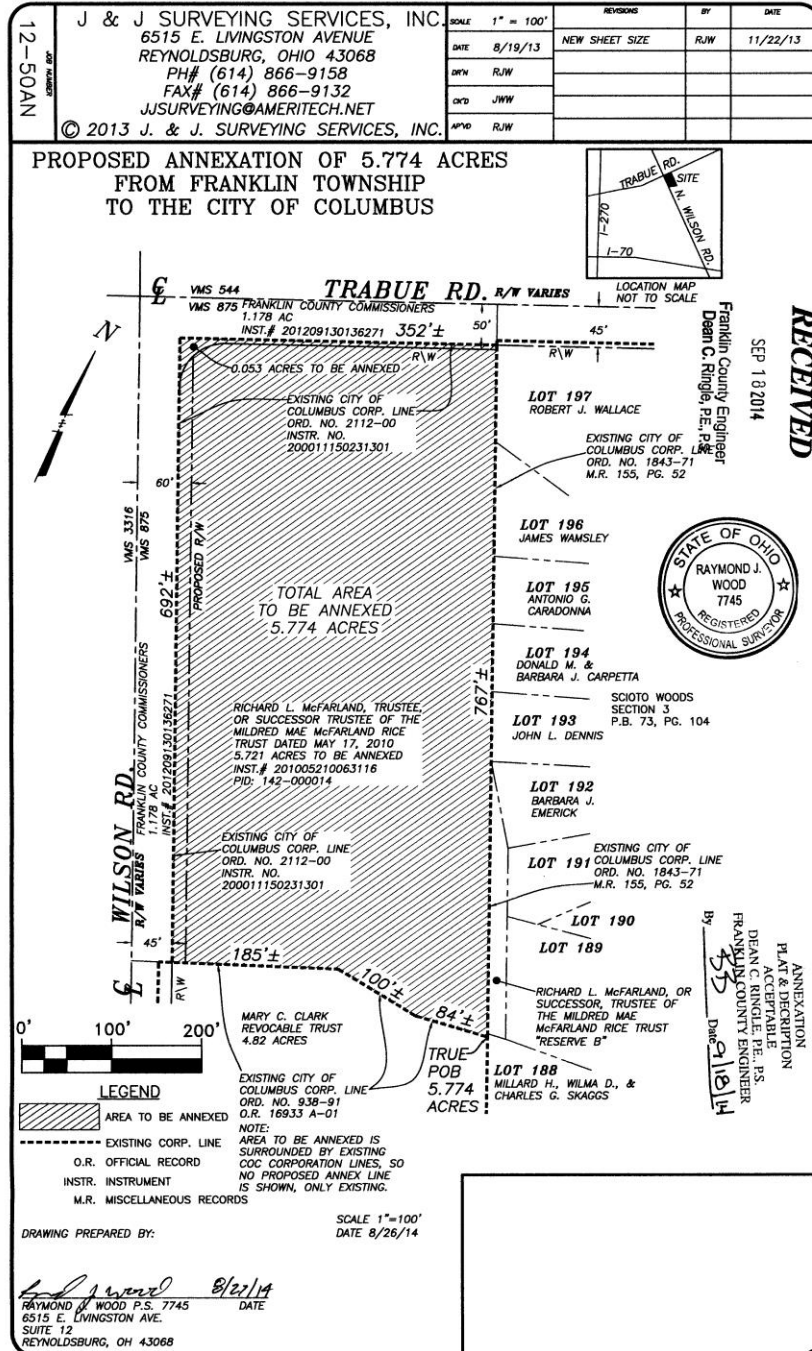 JOB NUMBER
12-50AN
J & J SURVEYING SERVICES, INC.
6515 E. LIVINGSTON AVENUE
REYNOLDSBURG, OHIO 43068
PH# (614) 866-9158
FAX# (614) 866-9132
JJSURVEYING@AMERITECH.NET
© 2013 J. & J. SURVEYING SERVICES, INC.
SCALE 1" = 100'
DATE 8/19/13
DR'N RJW
CK'D JWW
AP'VD RJW
REVISIONS BY DATE
NEW SHEET SIZE RJW 11/22/13
PROPOSED ANNEXATION OF 5.774 ACRES
FROM FRANKLIN TOWNSHIP
TO THE CITY OF COLUMBUS
TRABUE RD.
SITE
N. WILSON RD.
I-270
I-70
LOCATION MAP
NOT TO SCALE
RECEIVED
SEP 18 2014
Franklin County Engineer
Dean C. Ringle, P.E., P.S.
N
CL
VMS 544
TRABUE RD. R/W VARIES
VMS 875
FRANKLIN COUNTY COMMISSIONERS
1.178 AC
INST.# 201209130136271
352'±
50'
45'
R\W
R\W
0.053 ACRES TO BE ANNEXED
EXISTING CITY OF
COLUMBUS CORP. LINE
ORD. NO. 2112-00
INSTR. NO.
200011150231301
60'
VMS 3316
VMS 875
692'±
PROPOSED R/W
TOTAL AREA
TO BE ANNEXED
5.774 ACRES
RICHARD L. McFARLAND, TRUSTEE,
OR SUCCESSOR TRUSTEE OF THE
MILDRED MAE McFARLAND RICE
TRUST DATED MAY 17, 2010
5.721 ACRES TO BE ANNEXED
INST.# 201005210063116
PID: 142-000014
WILSON RD.
R/W VARIES
FRANKLIN COUNTY COMMISSIONERS
1.178 AC
INST.# 201209130136271
EXISTING CITY OF
COLUMBUS CORP. LINE
ORD. NO. 2112-00
INSTR. NO.
200011150231301
45'
CL
R\W
185'±
100'±
84'±
767'±
LOT 197
ROBERT J. WALLACE
EXISTING CITY OF
COLUMBUS CORP. LINE
ORD. NO. 1843-71
M.R. 155, PG. 52
LOT 196
JAMES WAMSLEY
LOT 195
ANTONIO G.
CARADONNA
LOT 194
DONALD M. &
BARBARA J. CARPETTA
SCIOTO WOODS
SECTION 3
P.B. 73, PG. 104
LOT 193
JOHN L. DENNIS
LOT 192
BARBARA J.
EMERICK
LOT 191
EXISTING CITY OF
COLUMBUS CORP. LINE
ORD. NO. 1843-71
M.R. 155, PG. 52
LOT 190
LOT 189
RICHARD L. McFARLAND, OR
SUCCESSOR, TRUSTEE OF
THE MILDRED MAE
McFARLAND RICE TRUST
"RESERVE B"
LOT 188
MILLARD H., WILMA D., &
CHARLES G. SKAGGS
TRUE
POB
5.774
ACRES
STATE OF OHIO
RAYMOND J.
WOOD
7745
REGISTERED
PROFESSIONAL SURVEYOR
ANNEXATION
PLAT & DECRIPTION
ACCEPTABLE
DEAN C. RINGLE, P.E., P.S.
FRANKLIN COUNTY ENGINEER
By BB Date 9/18/14
MARY C. CLARK
REVOCABLE TRUST
4.82 ACRES
EXISTING CITY OF
COLUMBUS CORP. LINE
ORD. NO. 938-91
O.R. 16933 A-01
NOTE:
AREA TO BE ANNEXED IS
SURROUNDED BY EXISTING
COC CORPORATION LINES, SO
NO PROPOSED ANNEX LINE
IS SHOWN, ONLY EXISTING.
0' 100' 200'
LEGEND
AREA TO BE ANNEXED
EXISTING CORP. LINE
O.R. OFFICIAL RECORD
INSTR. INSTRUMENT
M.R. MISCELLANEOUS RECORDS
SCALE 1"=100'
DATE 8/26/14
DRAWING PREPARED BY:
8/27/14
RAYMOND J. WOOD P.S. 7745 DATE
6515 E. LIVINGSTON AVE.
SUITE 12
REYNOLDSBURG, OH 43068